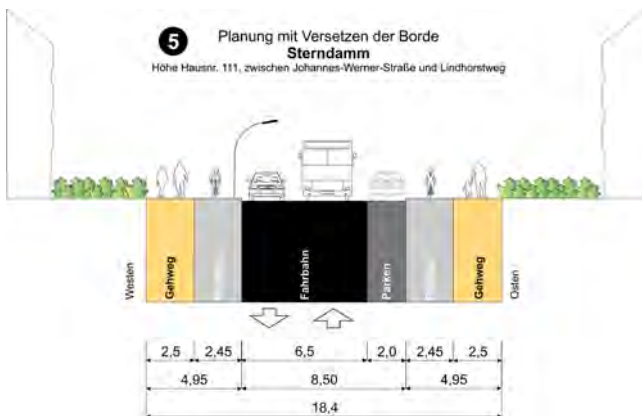 5
Planung mit Versetzen der Borde
Sterndamm
Höhe Hausnr. 111, zwischen Johannes-Werner-Straße und Lindhorstweg
Westen
Gehweg
Fahrbahn
Parken
Gehweg
Osten
2,5 2,45 6,5 2,0 2,45 2,5
4,95 8,50 4,95
18,4